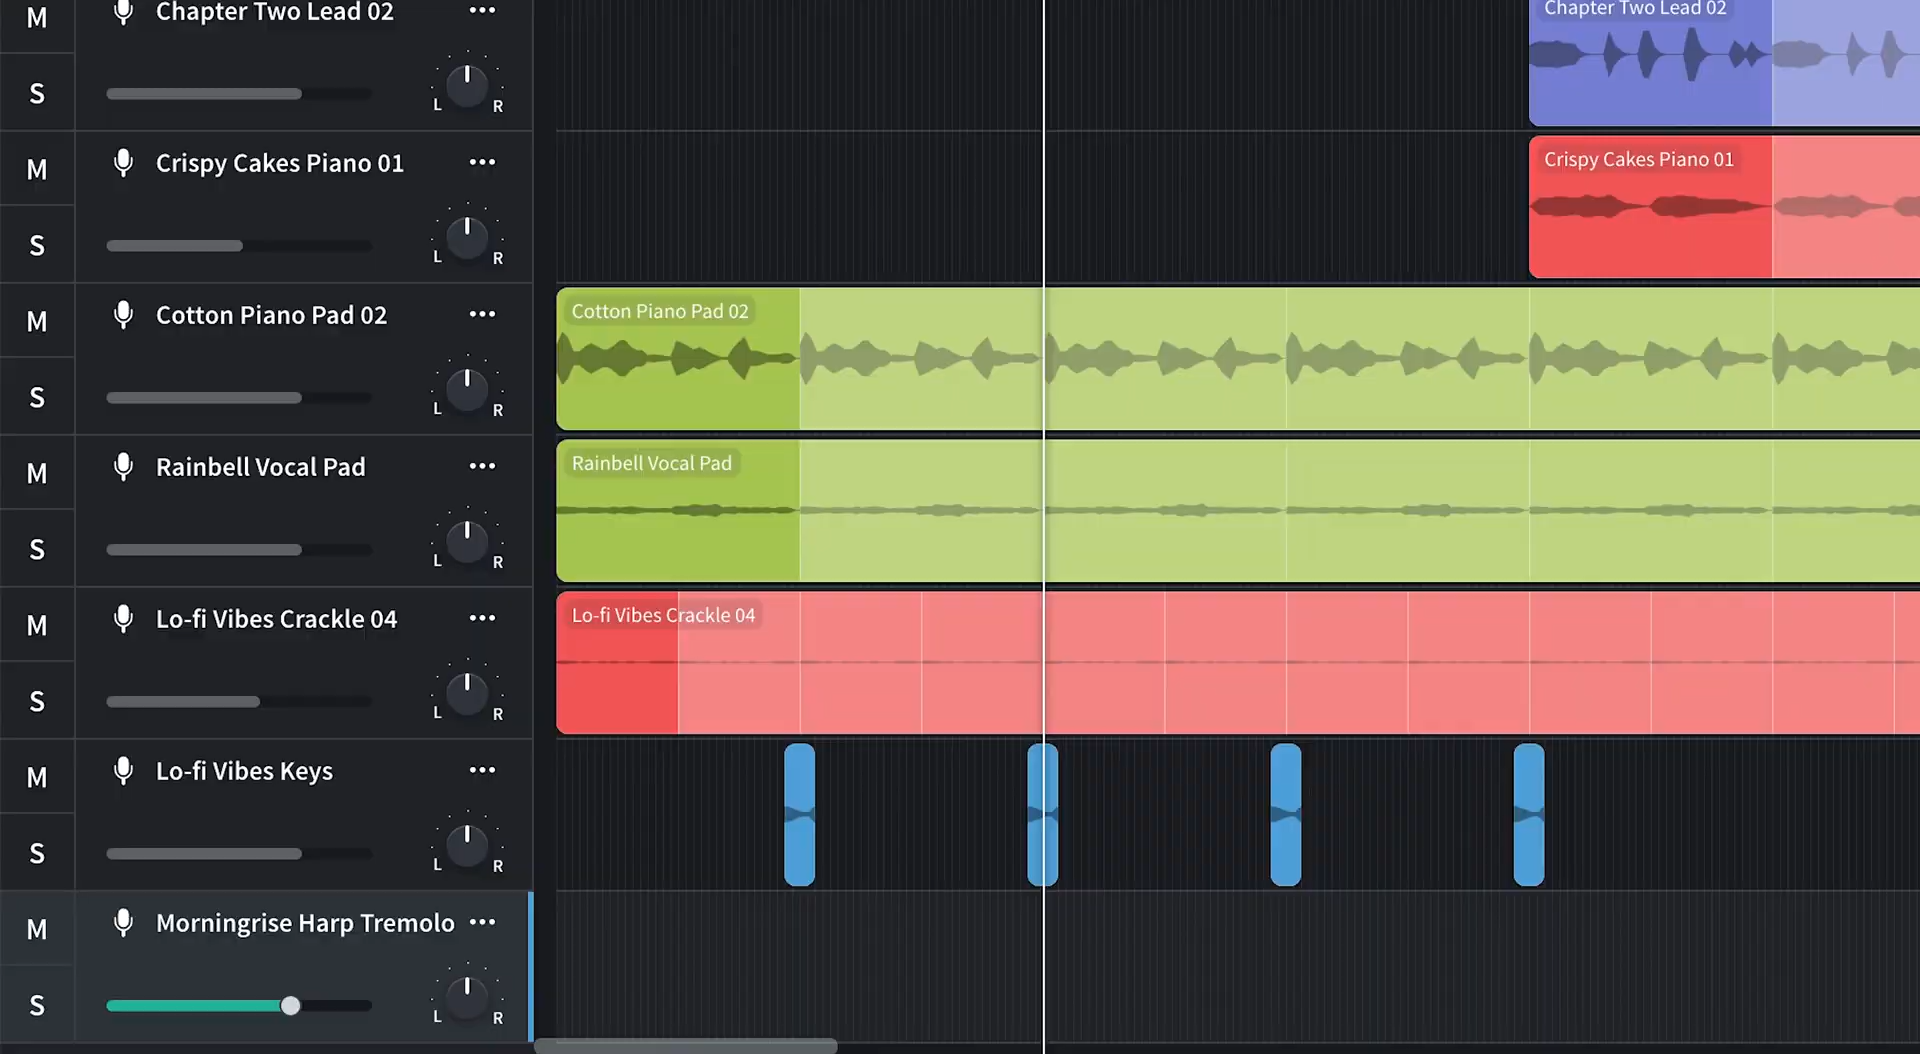 M
Chapter Two Lead 02
...
S
L R
Chapter Two Lead 02
M
Crispy Cakes Piano 01
...
S
L R
Crispy Cakes Piano 01
M
Cotton Piano Pad 02
...
S
L R
Cotton Piano Pad 02
M
Rainbell Vocal Pad
...
S
L R
Rainbell Vocal Pad
M
Lo-fi Vibes Crackle 04
...
S
L R
Lo-fi Vibes Crackle 04
M
Lo-fi Vibes Keys
...
S
L R
M
Morningrise Harp Tremolo
...
S
L R